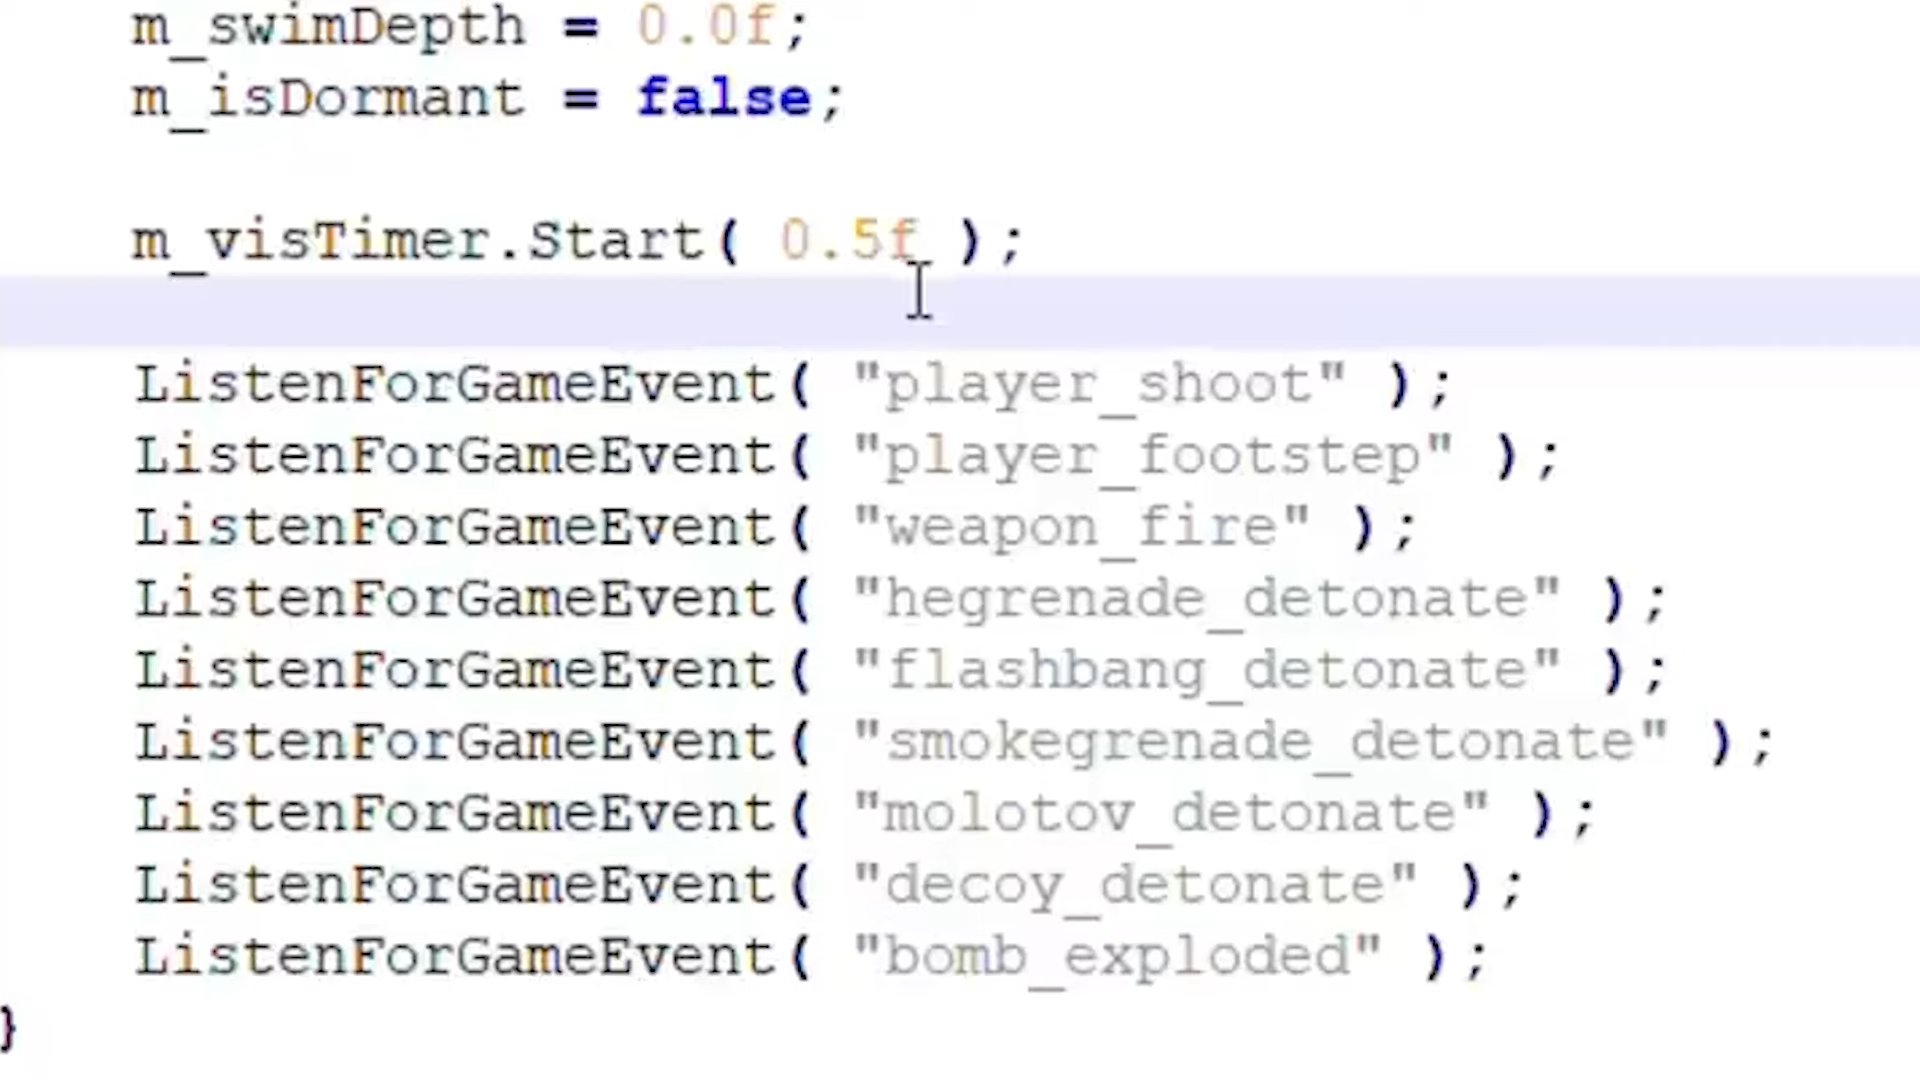 m_swimDepth = 0.0f;
m_isDormant = false;
m_visTimer.Start( 0.5f );
ListenForGameEvent( "player_shoot" );
ListenForGameEvent( "player_footstep" );
ListenForGameEvent( "weapon_fire" );
ListenForGameEvent( "hegrenade_detonate" );
ListenForGameEvent( "flashbang_detonate" );
ListenForGameEvent( "smokegrenade_detonate" );
ListenForGameEvent( "molotov_detonate" );
ListenForGameEvent( "decoy_detonate" );
ListenForGameEvent( "bomb_exploded" );
}